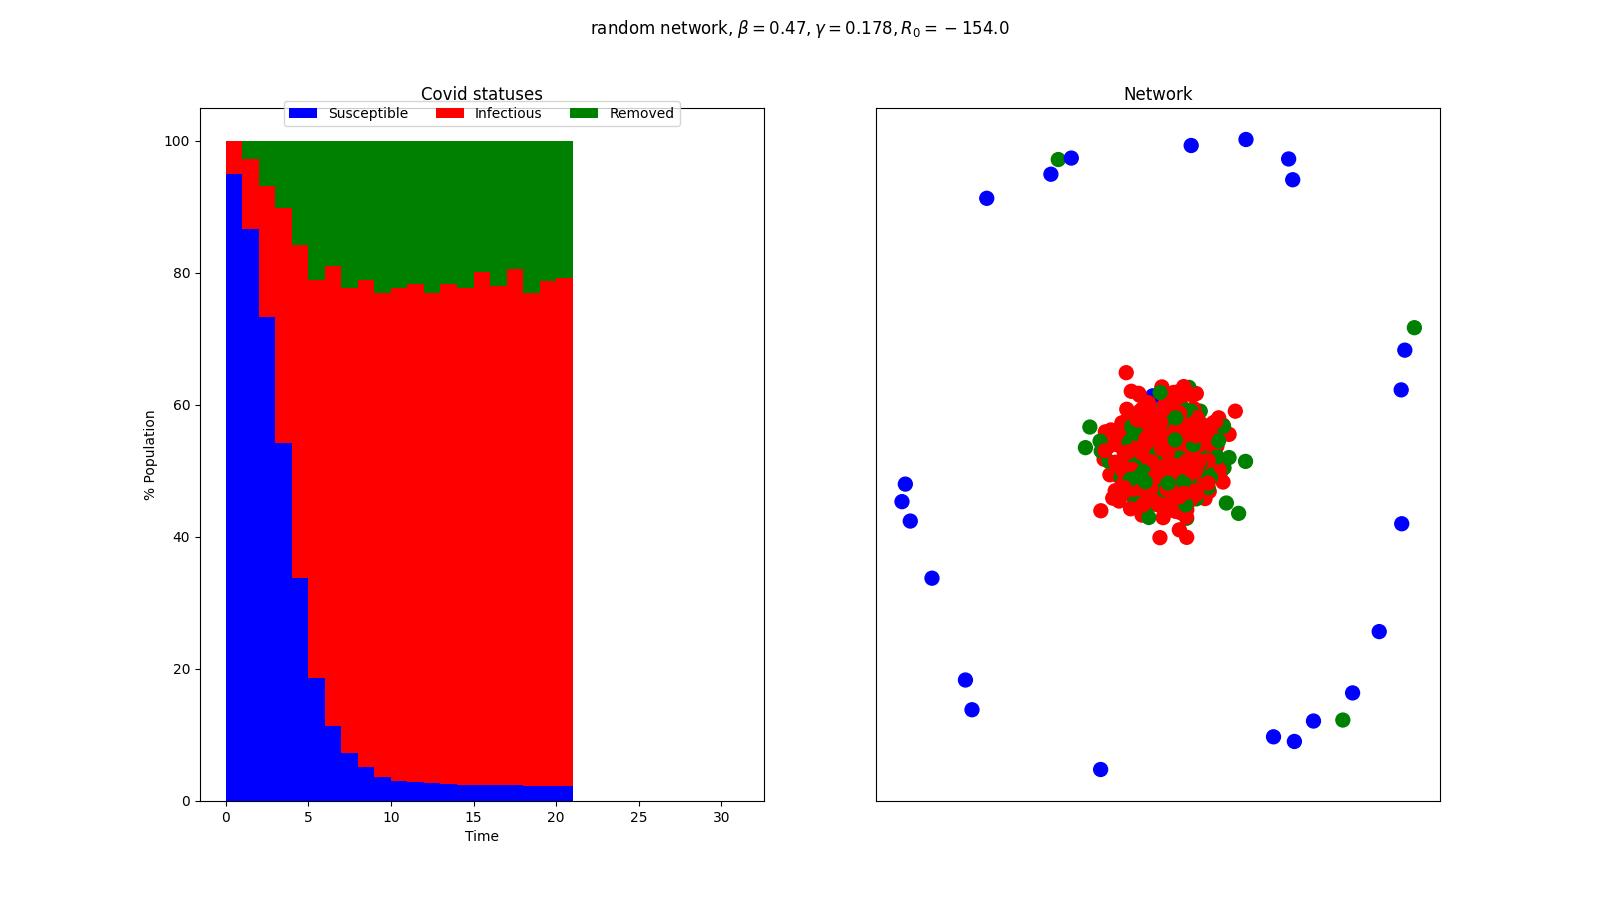 random network, β = 0.47, γ = 0.178, R₀ = − 154.0
Covid statuses
Susceptible Infectious Removed
% Population
100
80
60
40
20
0
0 5 10 15 20 25 30
Time
Network